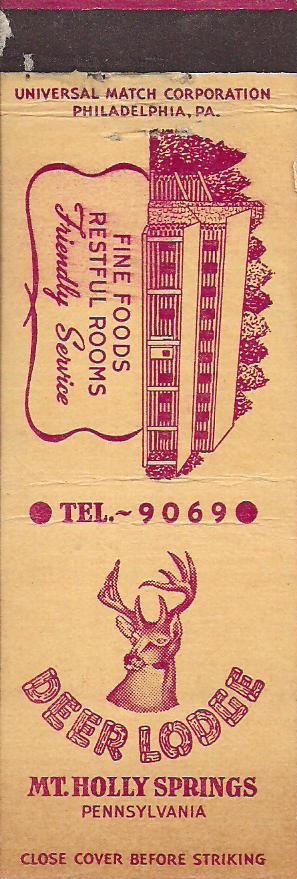 UNIVERSAL MATCH CORPORATION
PHILADELPHIA, PA.
FINE FOODS
RESTFUL ROOMS
Friendly Service
TEL.~9069
DEER LODGE
MT. HOLLY SPRINGS
PENNSYLVANIA
CLOSE COVER BEFORE STRIKING